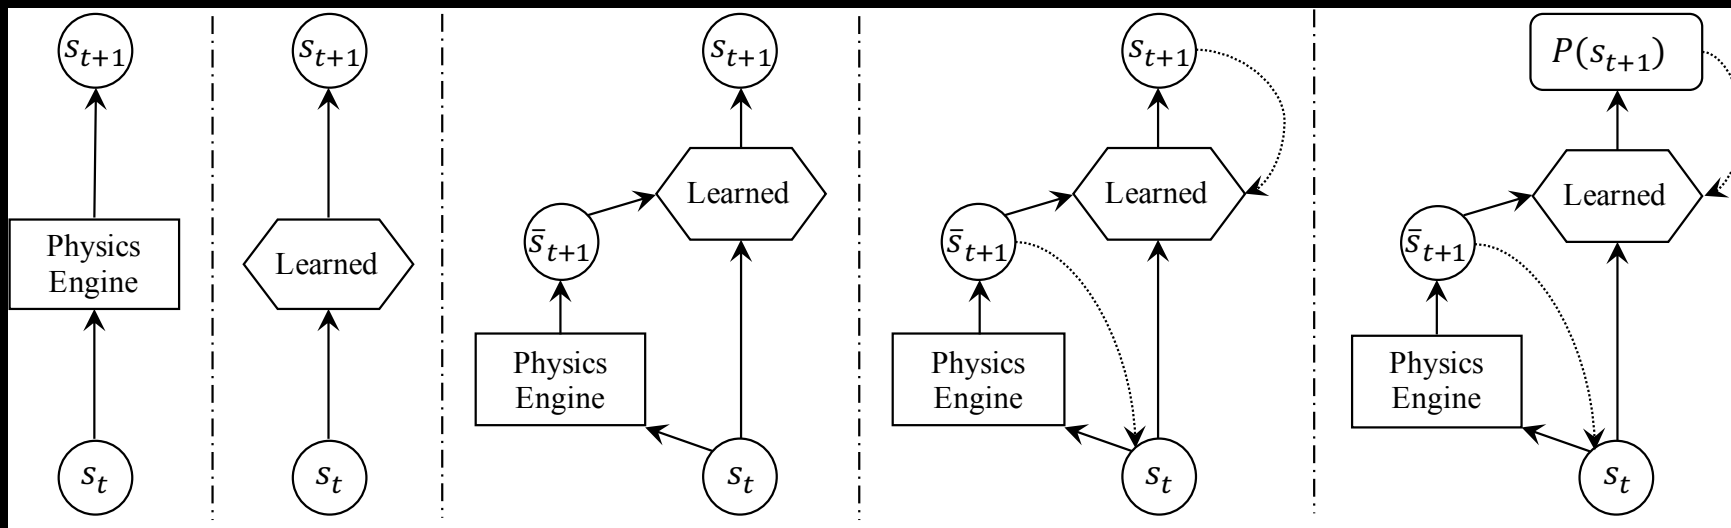 s_{t+1}
Physics
Engine
s_t
s_{t+1}
Learned
s_t
s_{t+1}
Learned
s̄_{t+1}
Physics
Engine
s_t
s_{t+1}
Learned
s̄_{t+1}
Physics
Engine
s_t
P(s_{t+1})
Learned
s̄_{t+1}
Physics
Engine
s_t